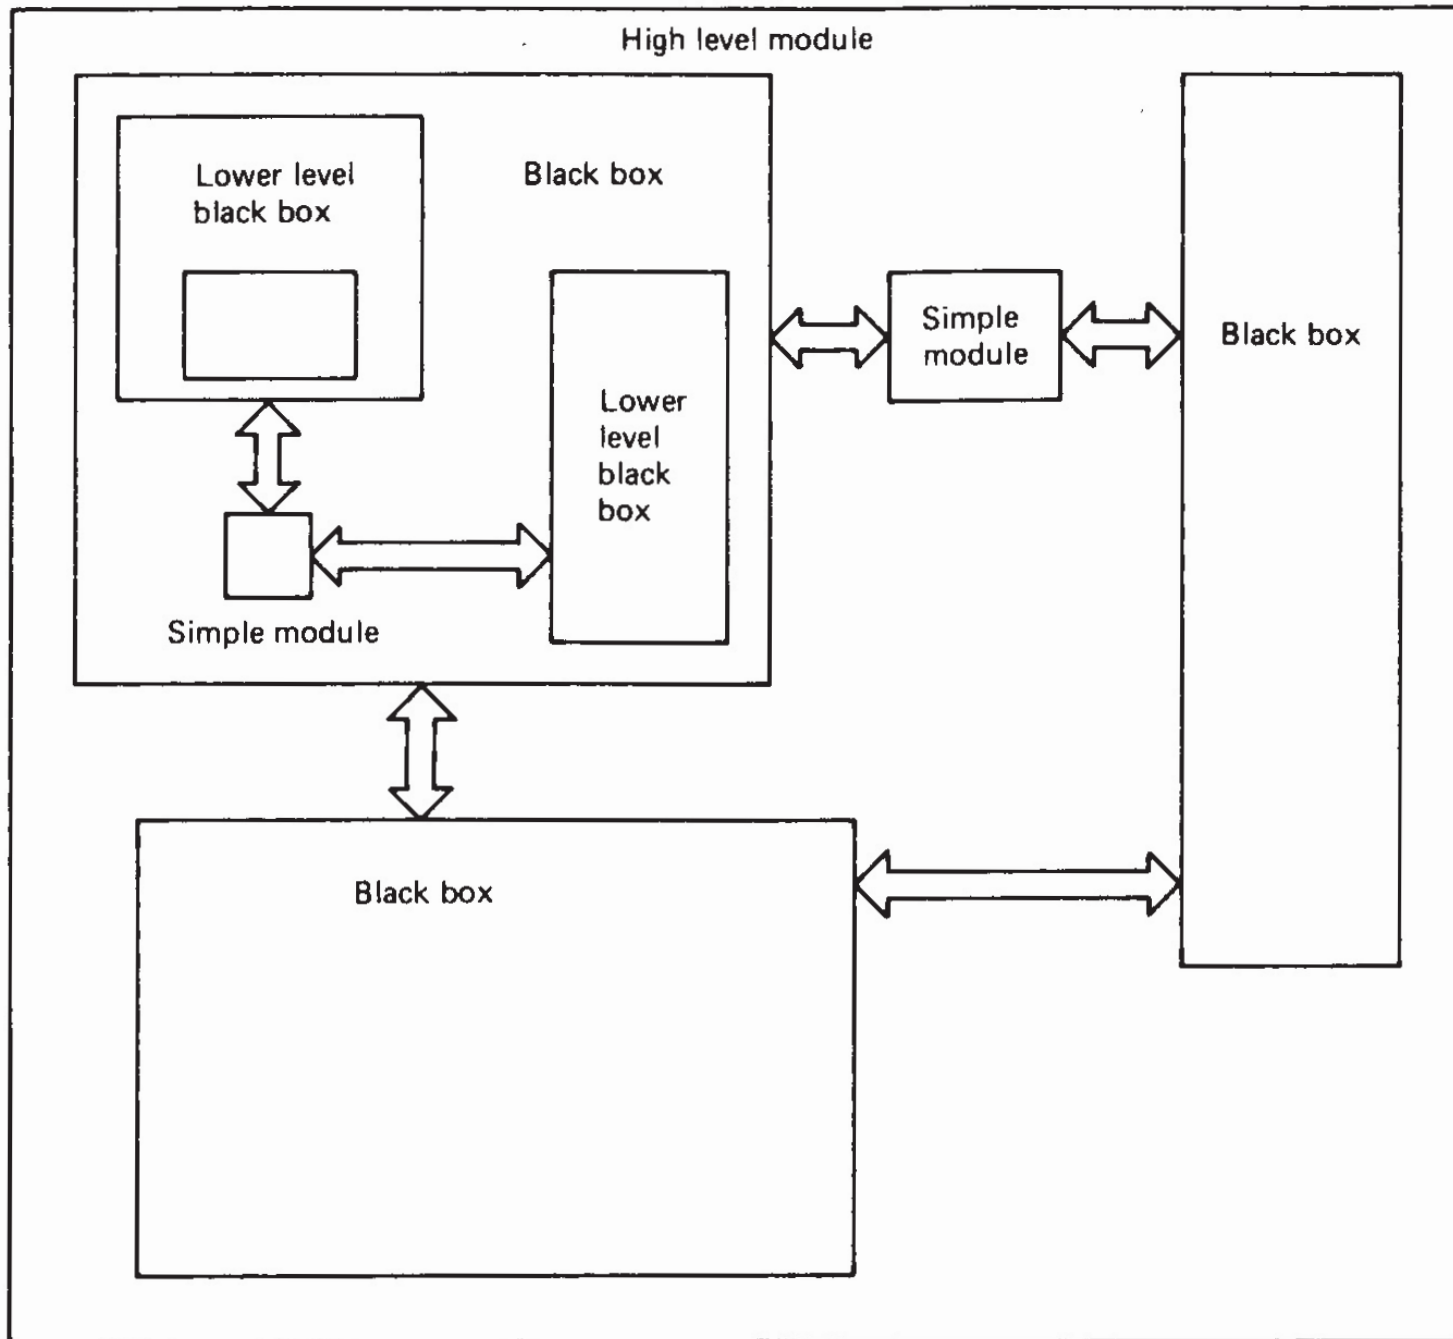 High level module
Lower level
black box
Black box
Lower
level
black
box
Simple module
Simple
module
Black box
Black box